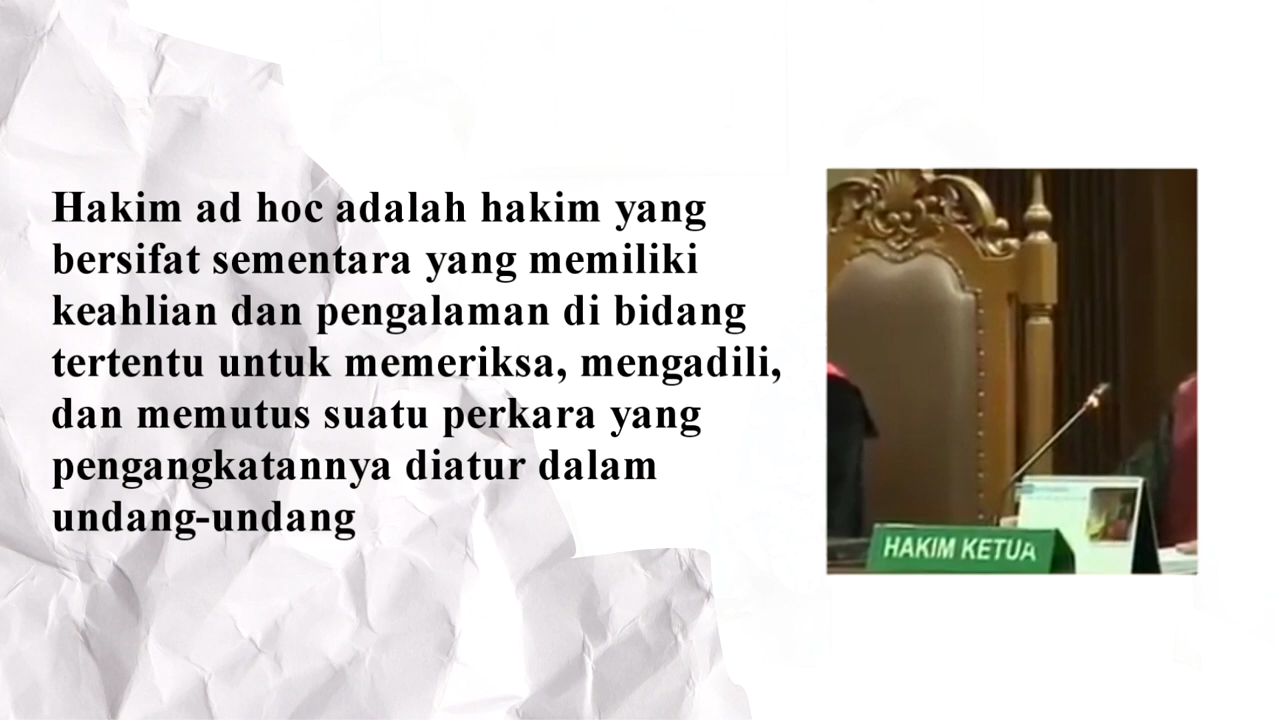 Hakim ad hoc adalah hakim yang
bersifat sementara yang memiliki
keahlian dan pengalaman di bidang
tertentu untuk memeriksa, mengadili,
dan memutus suatu perkara yang
pengangkatannya diatur dalam
undang-undang
HAKIM KETUA